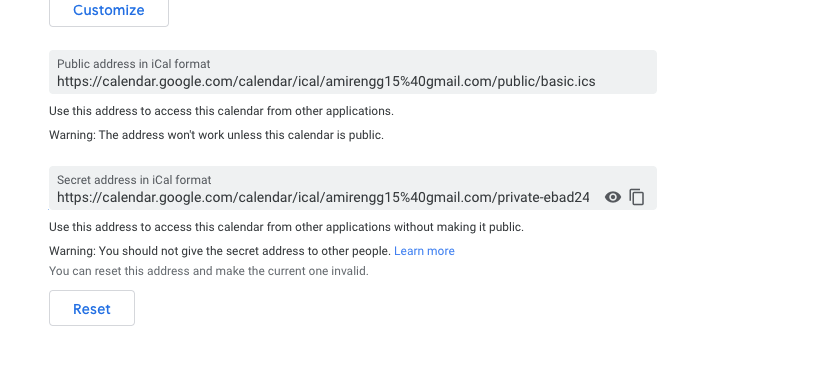 Customize
Public address in iCal format
https://calendar.google.com/calendar/ical/amirengg15%40gmail.com/public/basic.ics
Use this address to access this calendar from other applications.
Warning: The address won't work unless this calendar is public.
Secret address in iCal format
https://calendar.google.com/calendar/ical/amirengg15%40gmail.com/private-ebad24
Use this address to access this calendar from other applications without making it public.
Warning: You should not give the secret address to other people. Learn more
You can reset this address and make the current one invalid.
Reset